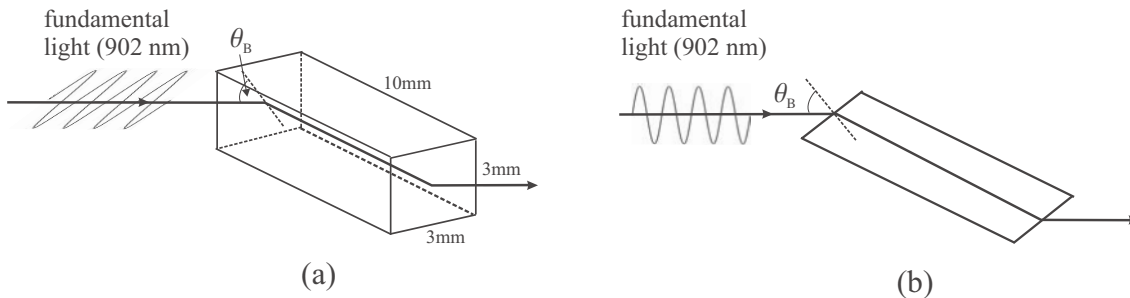 fundamental
light (902 nm)
θB
10mm
3mm
3mm
(a)
fundamental
light (902 nm)
θB
(b)